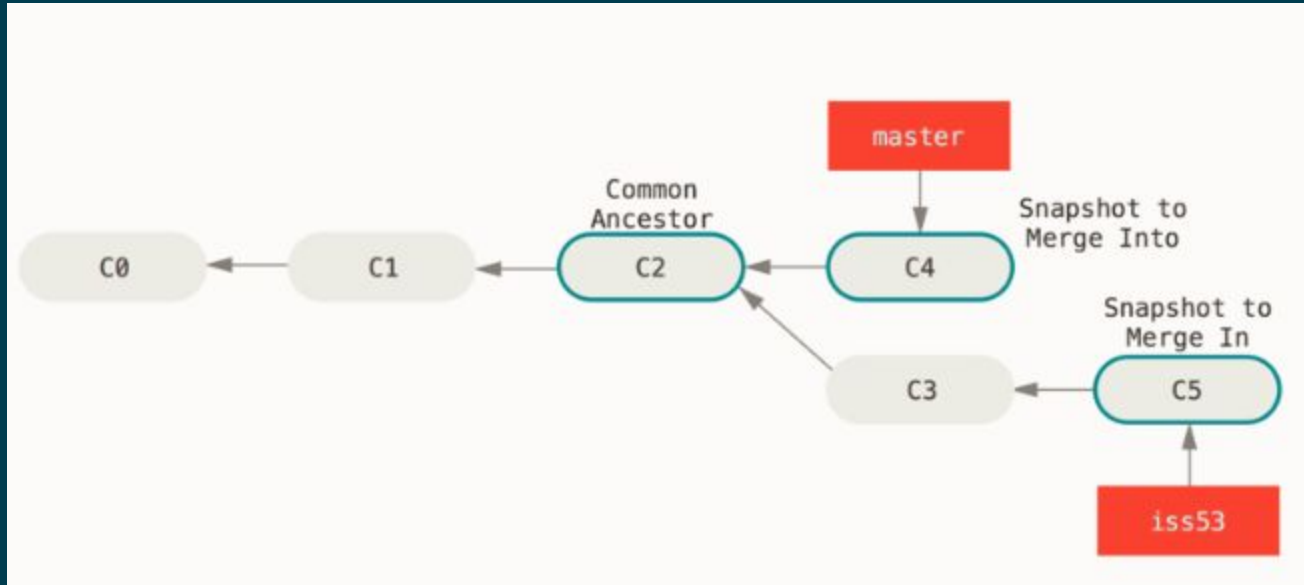 master
Common
Ancestor
Snapshot to
Merge Into
C0
C1
C2
C4
Snapshot to
Merge In
C3
C5
iss53